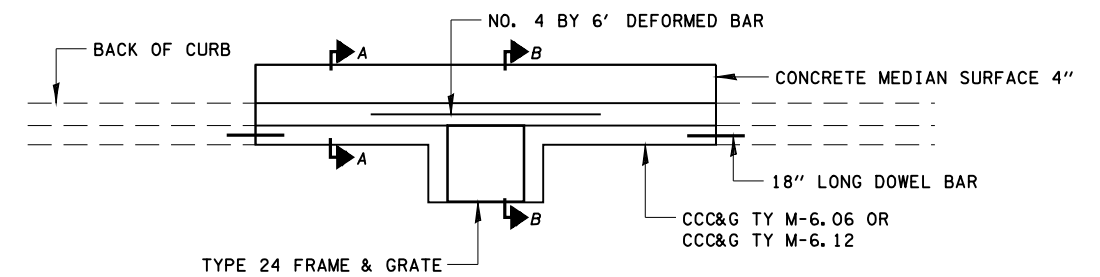 NO. 4 BY 6' DEFORMED BAR
BACK OF CURB
A
B
CONCRETE MEDIAN SURFACE 4"
A
18" LONG DOWEL BAR
B
CCC&G TY M-6.06 OR
CCC&G TY M-6.12
TYPE 24 FRAME & GRATE